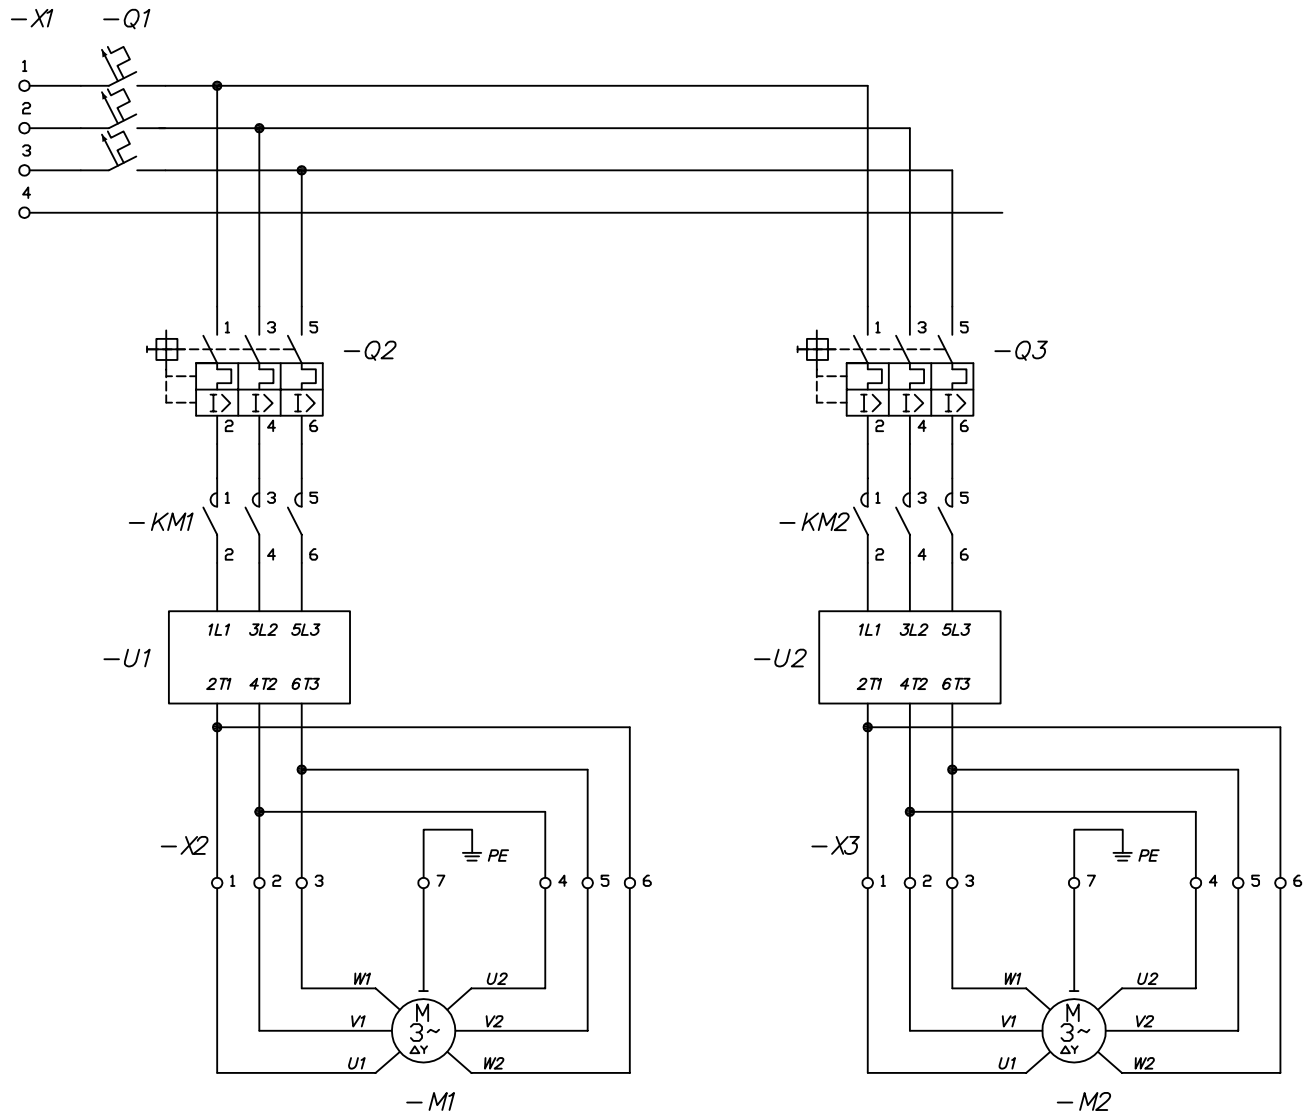 -X1 -Q1
1
2
3
4
1 3 5 -Q2 1 3 5 -Q3
I> I> I> I> I> I>
2 4 6 2 4 6
1 3 5 1 3 5
-KM1 -KM2
2 4 6 2 4 6
1L1 3L2 5L3 1L1 3L2 5L3
-U1 -U2
2T1 4T2 6T3 2T1 4T2 6T3
-X2 PE -X3 PE
1 2 3 7 4 5 6 1 2 3 7 4 5 6
W1 U2 W1 U2
M M
V1 3~ V2 V1 3~ V2
ΔY ΔY
U1 W2 U1 W2
-M1 -M2